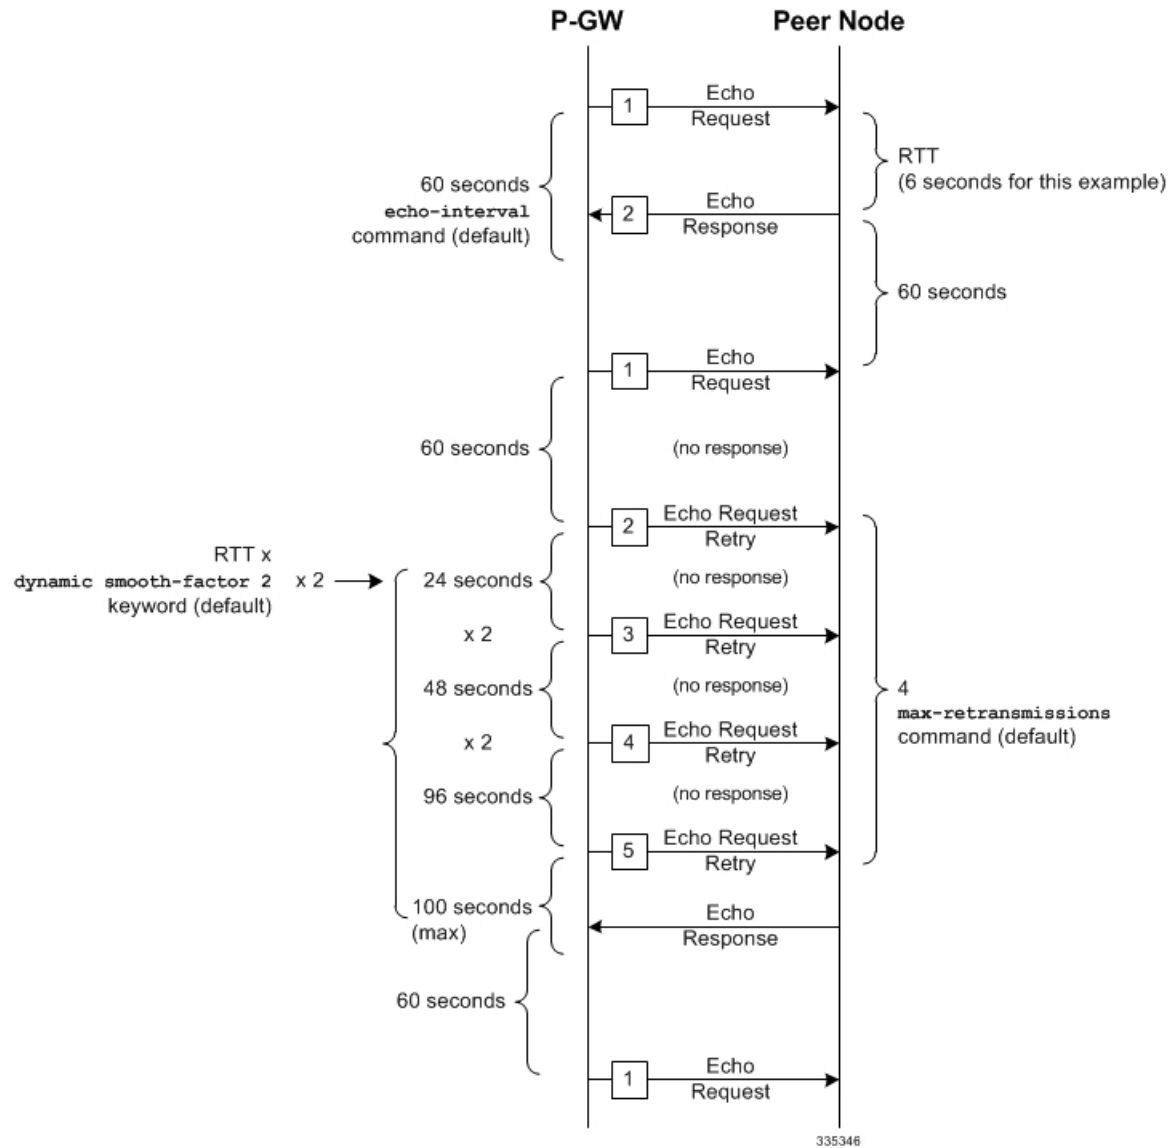 P-GW
Peer Node
1
Echo
Request
RTT
(6 seconds for this example)
60 seconds
echo-interval
command (default)
2
Echo
Response
60 seconds
1
Echo
Request
60 seconds
(no response)
2
Echo Request
Retry
RTT x
dynamic smooth-factor 2
keyword (default)
x 2
24 seconds
(no response)
x 2
3
Echo Request
Retry
48 seconds
(no response)
4
max-retransmissions
command (default)
x 2
4
Echo Request
Retry
96 seconds
(no response)
5
Echo Request
Retry
100 seconds
(max)
Echo
Response
60 seconds
1
Echo
Request
335346